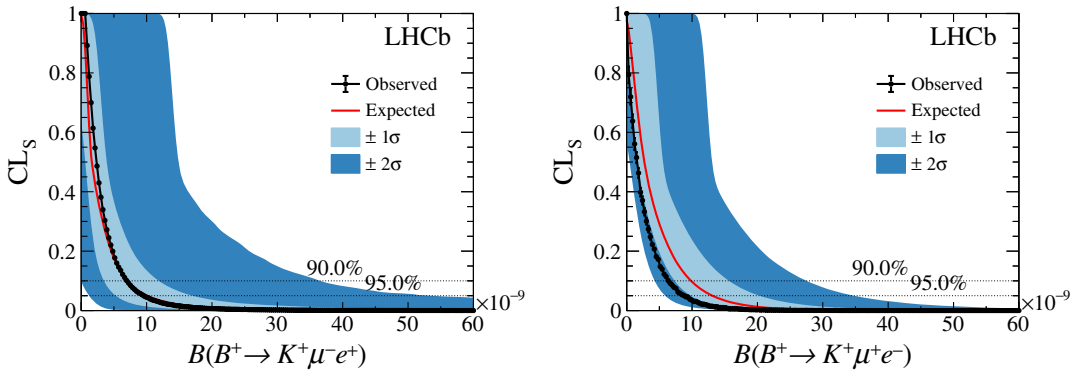 LHCb
Observed
Expected
± 1σ
± 2σ
90.0%
95.0%
CL_S
1
0.8
0.6
0.4
0.2
0
0 10 20 30 40 50 60
×10⁻⁹
B(B⁺→ K⁺μ⁻e⁺)
LHCb
Observed
Expected
± 1σ
± 2σ
90.0%
95.0%
CL_S
1
0.8
0.6
0.4
0.2
0
0 10 20 30 40 50 60
×10⁻⁹
B(B⁺→ K⁺μ⁺e⁻)